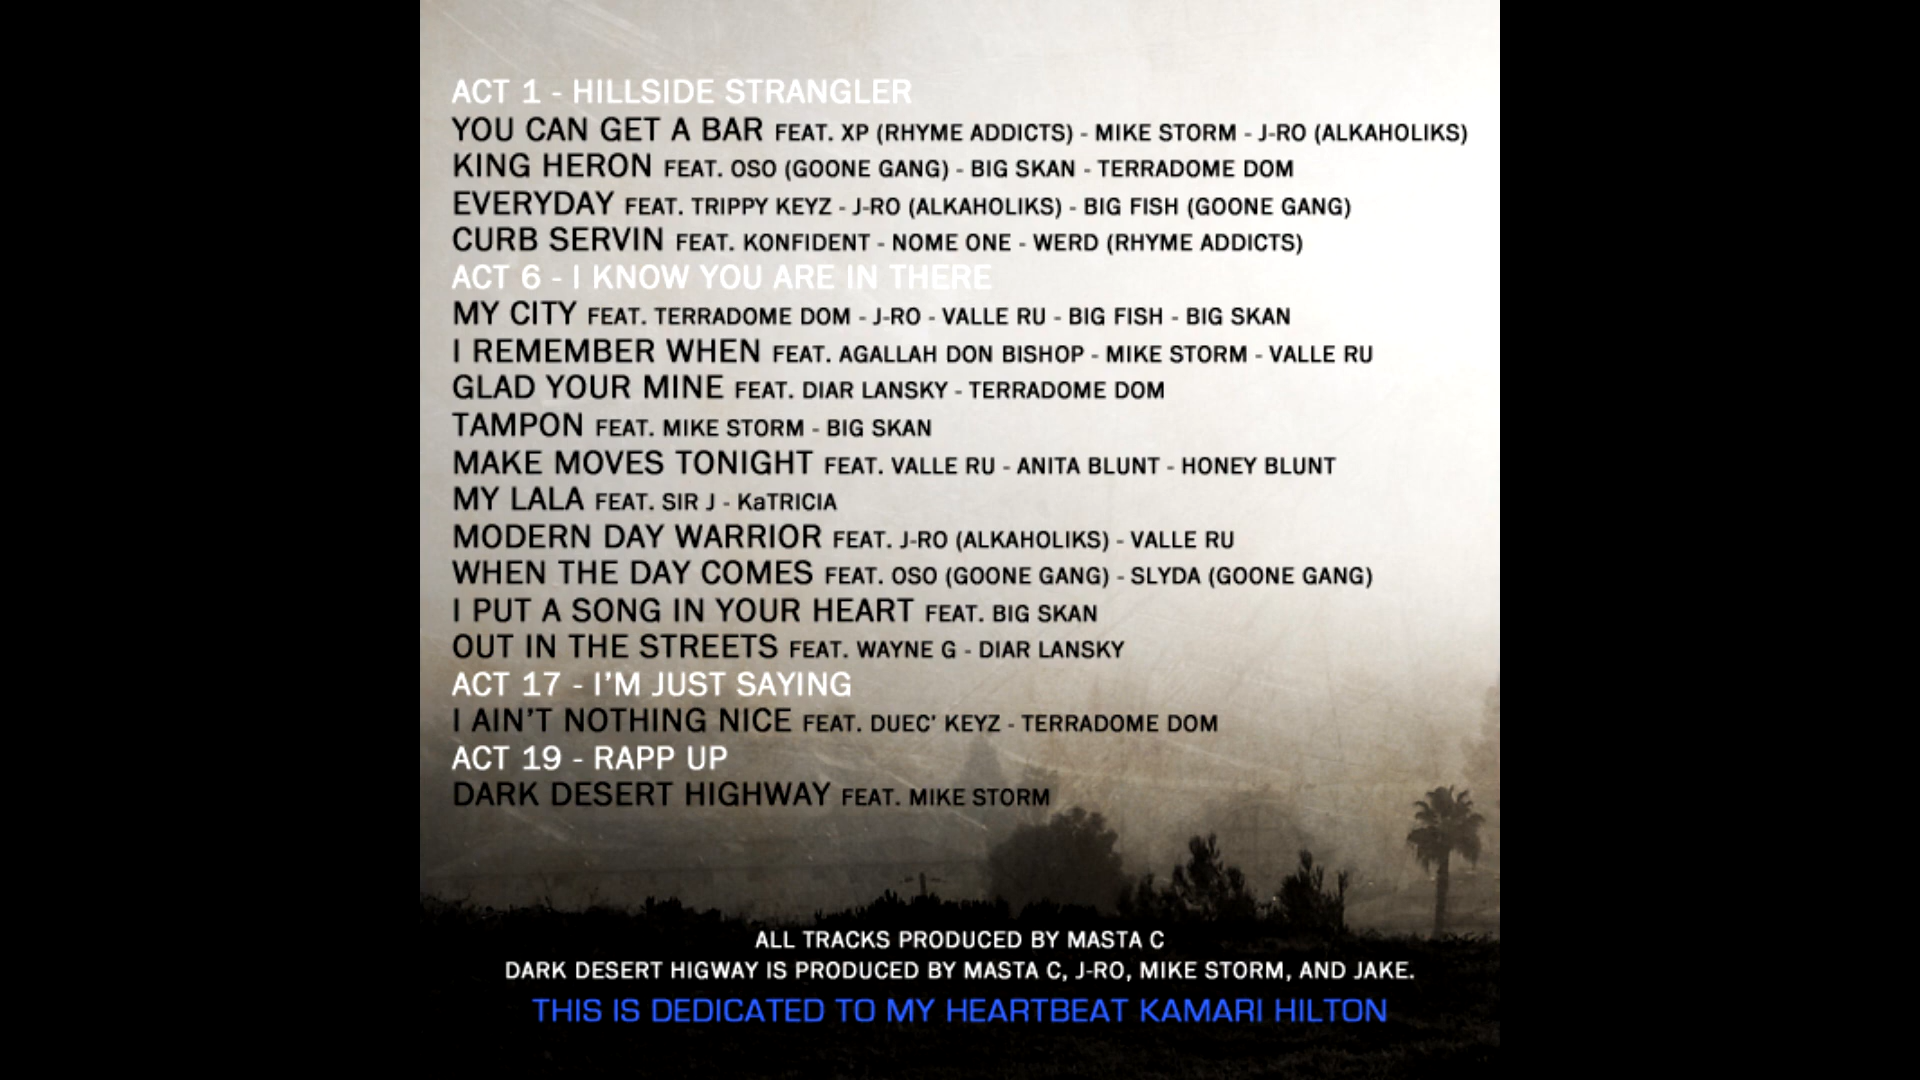 ACT 1 - HILLSIDE STRANGLER
YOU CAN GET A BAR FEAT. XP (RHYME ADDICTS) - MIKE STORM - J-RO (ALKAHOLIKS)
KING HERON FEAT. OSO (GOONE GANG) - BIG SKAN - TERRADOME DOM
EVERYDAY FEAT. TRIPPY KEYZ - J-RO (ALKAHOLIKS) - BIG FISH (GOONE GANG)
CURB SERVIN FEAT. KONFIDENT - NOME ONE - WERD (RHYME ADDICTS)
ACT 6 - I KNOW YOU ARE IN THERE
MY CITY FEAT. TERRADOME DOM - J-RO - VALLE RU - BIG FISH - BIG SKAN
I REMEMBER WHEN FEAT. AGALLAH DON BISHOP - MIKE STORM - VALLE RU
GLAD YOUR MINE FEAT. DIAR LANSKY - TERRADOME DOM
TAMPON FEAT. MIKE STORM - BIG SKAN
MAKE MOVES TONIGHT FEAT. VALLE RU - ANITA BLUNT - HONEY BLUNT
MY LALA FEAT. SIR J - KaTRICIA
MODERN DAY WARRIOR FEAT. J-RO (ALKAHOLIKS) - VALLE RU
WHEN THE DAY COMES FEAT. OSO (GOONE GANG) - SLYDA (GOONE GANG)
I PUT A SONG IN YOUR HEART FEAT. BIG SKAN
OUT IN THE STREETS FEAT. WAYNE G - DIAR LANSKY
ACT 17 - I'M JUST SAYING
I AIN'T NOTHING NICE FEAT. DUEC' KEYZ - TERRADOME DOM
ACT 19 - RAPP UP
DARK DESERT HIGHWAY FEAT. MIKE STORM
ALL TRACKS PRODUCED BY MASTA C
DARK DESERT HIGWAY IS PRODUCED BY MASTA C, J-RO, MIKE STORM, AND JAKE.
THIS IS DEDICATED TO MY HEARTBEAT KAMARI HILTON